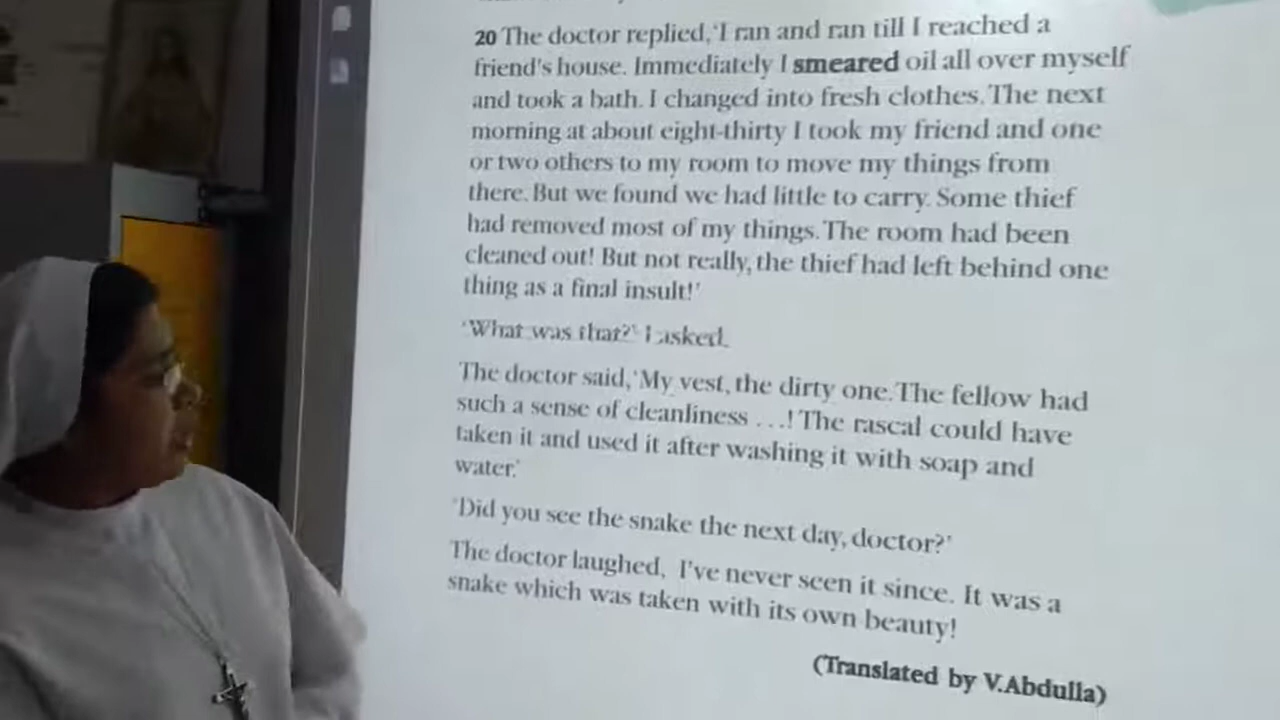 20 The doctor replied, 'I ran and ran till I reached a
friend's house. Immediately I smeared oil all over myself
and took a bath. I changed into fresh clothes. The next
morning at about eight-thirty I took my friend and one
or two others to my room to move my things from
there. But we found we had little to carry. Some thief
had removed most of my things. The room had been
cleaned out! But not really, the thief had left behind one
thing as a final insult!'
'What was that?' I asked.
The doctor said, 'My vest, the dirty one. The fellow had
such a sense of cleanliness . . .! The rascal could have
taken it and used it after washing it with soap and
water.'
'Did you see the snake the next day, doctor?'
The doctor laughed, I've never seen it since. It was a
snake which was taken with its own beauty!
(Translated by V.Abdulla)